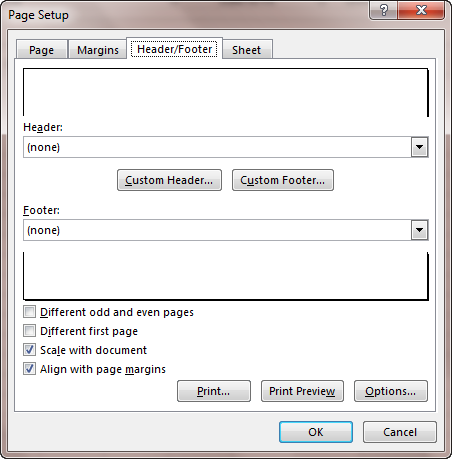 Page Setup
Page Margins Header/Footer Sheet
Header:
(none)
Custom Header... Custom Footer...
Footer:
(none)
Different odd and even pages
Different first page
Scale with document
Align with page margins
Print... Print Preview Options...
OK Cancel